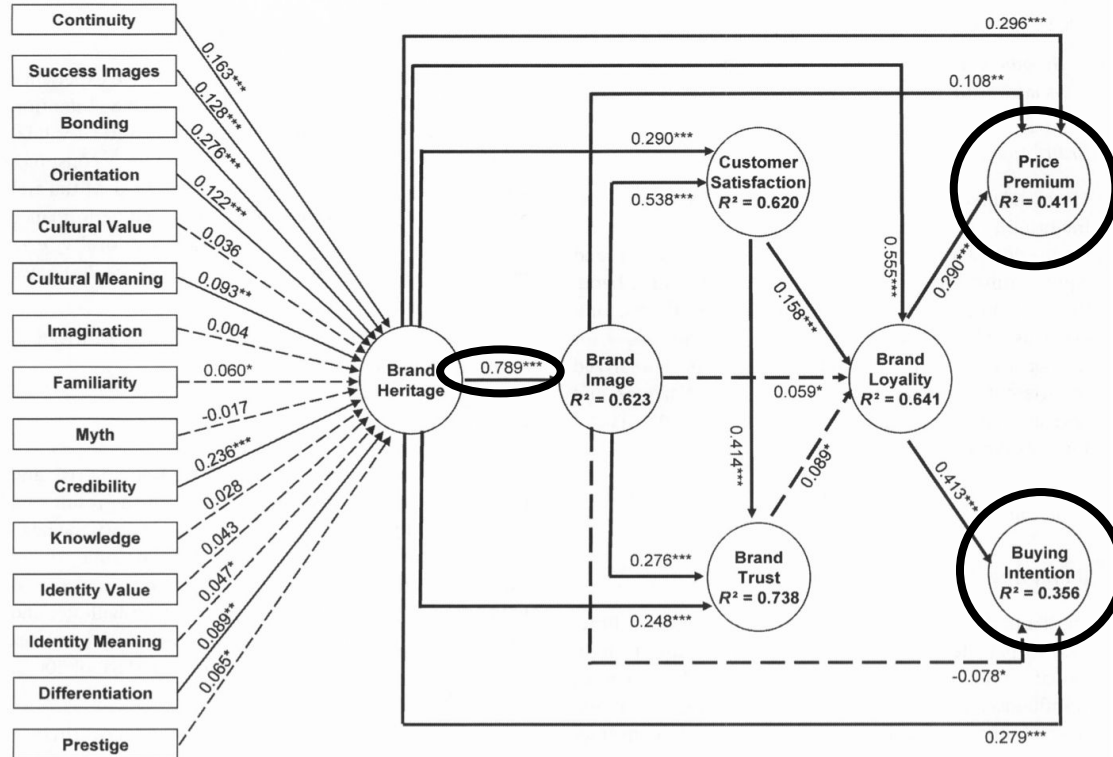 Continuity
Success Images
Bonding
Orientation
Cultural Value
Cultural Meaning
Imagination
Familiarity
Myth
Credibility
Knowledge
Identity Value
Identity Meaning
Differentiation
Prestige
0.163***
0.128***
0.276***
0.122***
0.036
0.093**
0.004
0.060*
-0.017
0.236***
0.028
0.043
0.047*
0.089**
0.065*
Brand
Heritage
0.789***
Brand
Image
R² = 0.623
0.290***
0.538***
Customer
Satisfaction
R² = 0.620
0.414***
0.158***
0.059*
0.089*
0.276***
0.248***
Brand
Trust
R² = 0.738
0.555***
Brand
Loyality
R² = 0.641
0.296***
0.108**
0.290***
Price
Premium
R² = 0.411
0.413***
Buying
Intention
R² = 0.356
-0.078*
0.279***